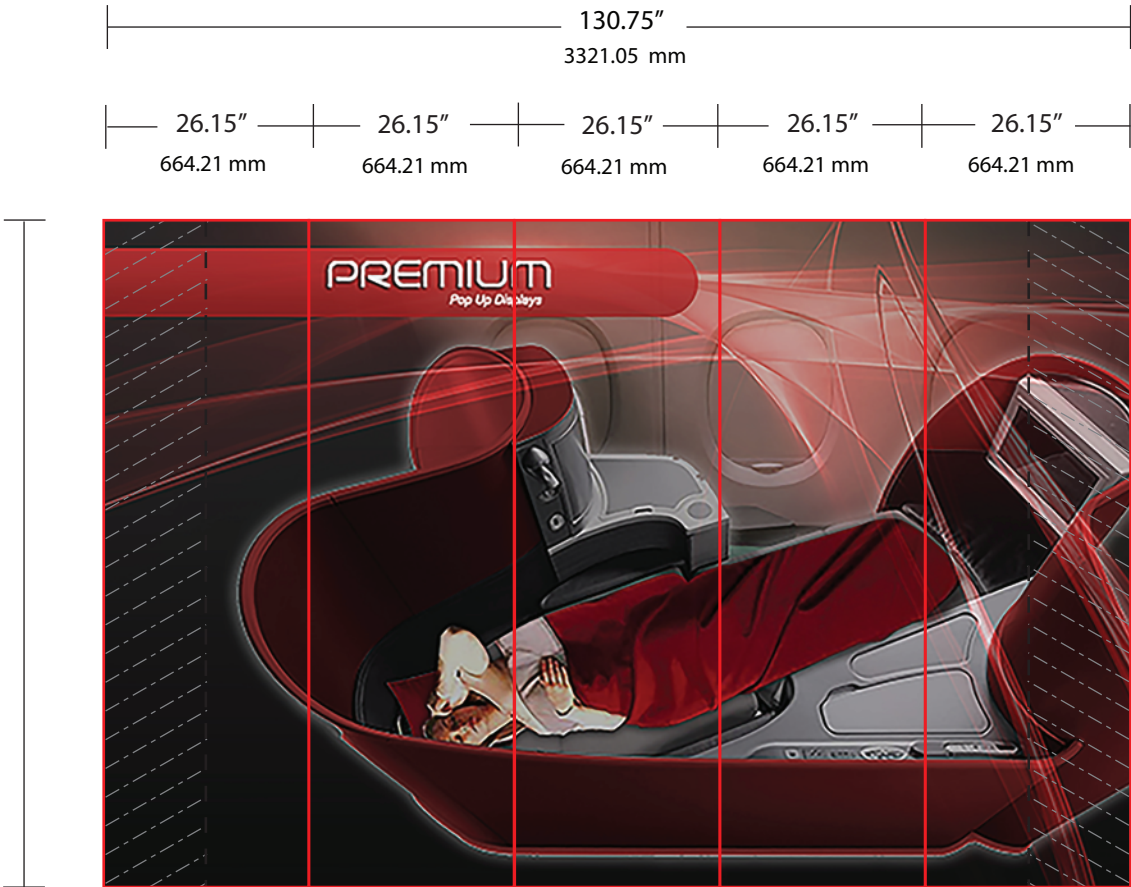 130.75”
3321.05 mm
26.15” 26.15” 26.15” 26.15” 26.15”
664.21 mm 664.21 mm 664.21 mm 664.21 mm 664.21 mm
PREMIUM
Pop Up Displays